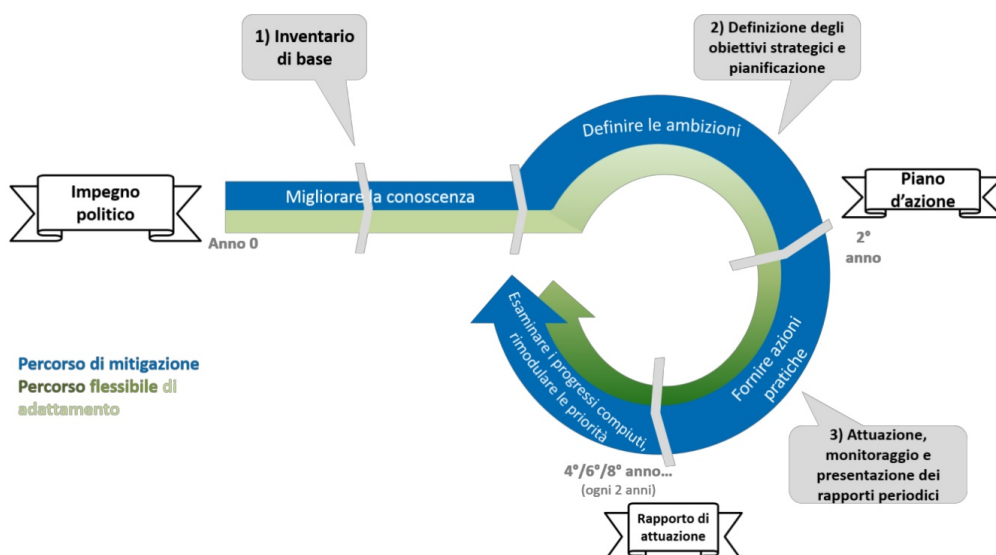 1) Inventario
di base
2) Definizione degli
obiettivi strategici e
pianificazione
Definire le ambizioni
Impegno
politico
Migliorare la conoscenza
Piano
d'azione
Anno 0
2°
anno
Esaminare i progressi compiuti,
rimodulare le priorità
Fornire azioni
pratiche
Percorso di mitigazione
Percorso flessibile di
adattamento
3) Attuazione,
monitoraggio e
presentazione dei
rapporti periodici
4°/6°/8° anno...
(ogni 2 anni)
Rapporto di
attuazione